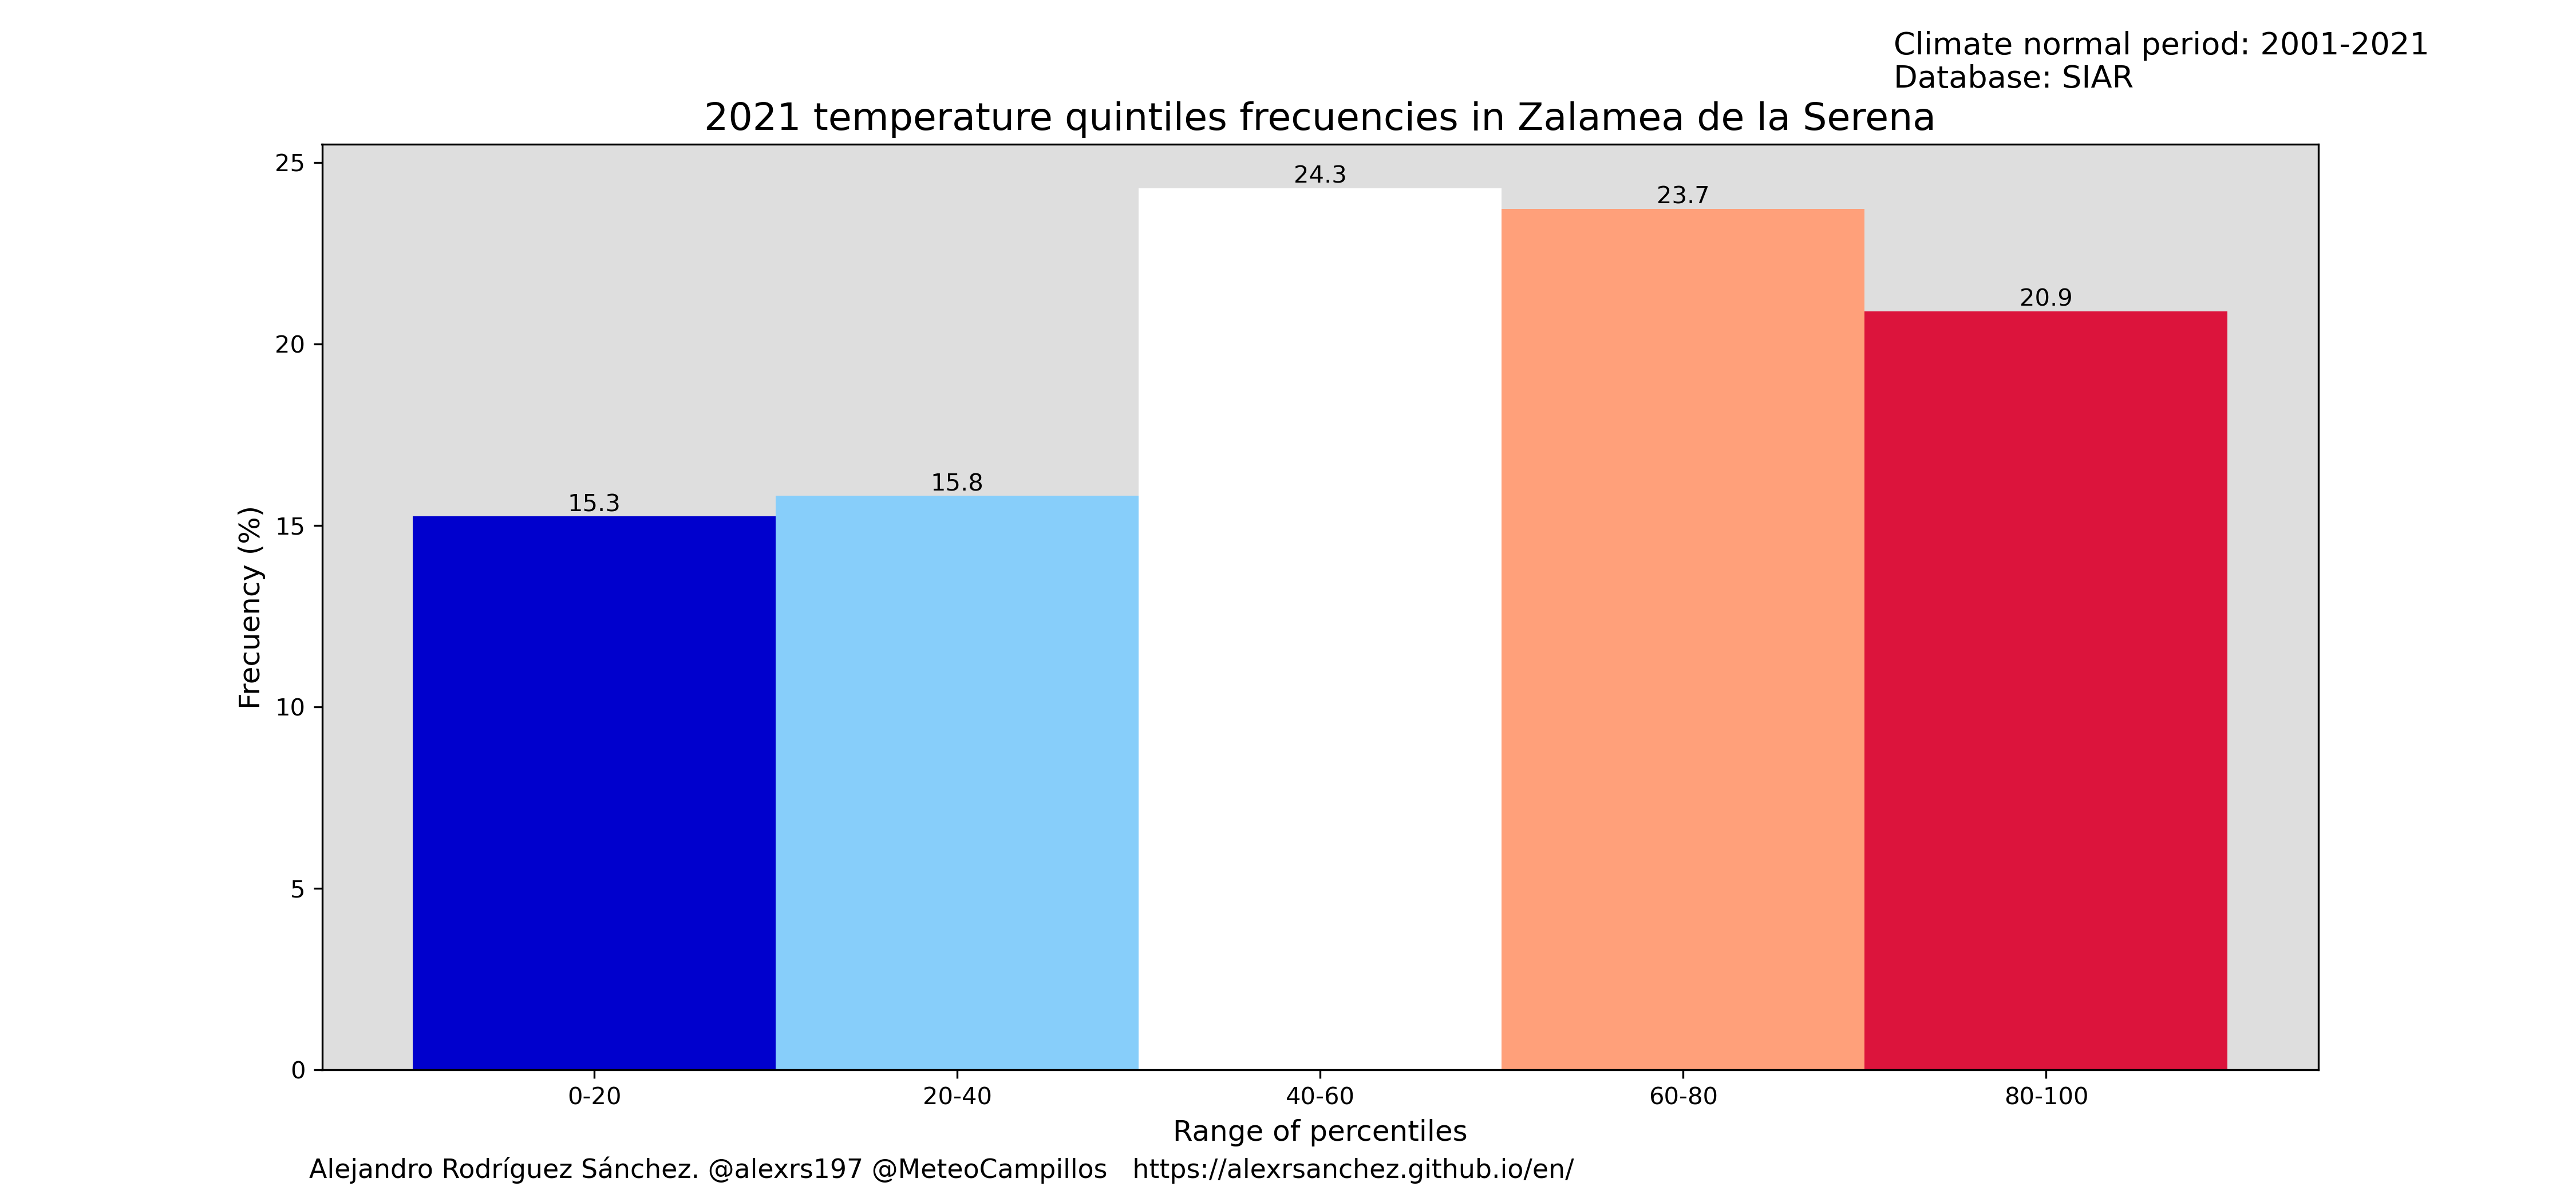 Climate normal period: 2001-2021
Database: SIAR
2021 temperature quintiles frecuencies in Zalamea de la Serena
25
20
15
10
5
0
Frecuency (%)
15.3
15.8
24.3
23.7
20.9
0-20
20-40
40-60
60-80
80-100
Range of percentiles
Alejandro Rodríguez Sánchez. @alexrs197 @MeteoCampillos https://alexrsanchez.github.io/en/